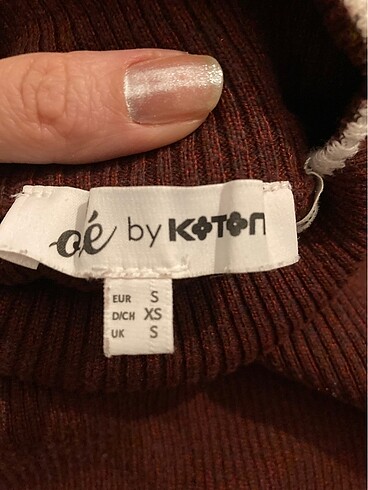 oé by KOTON
EUR S
D/CH XS
UK S